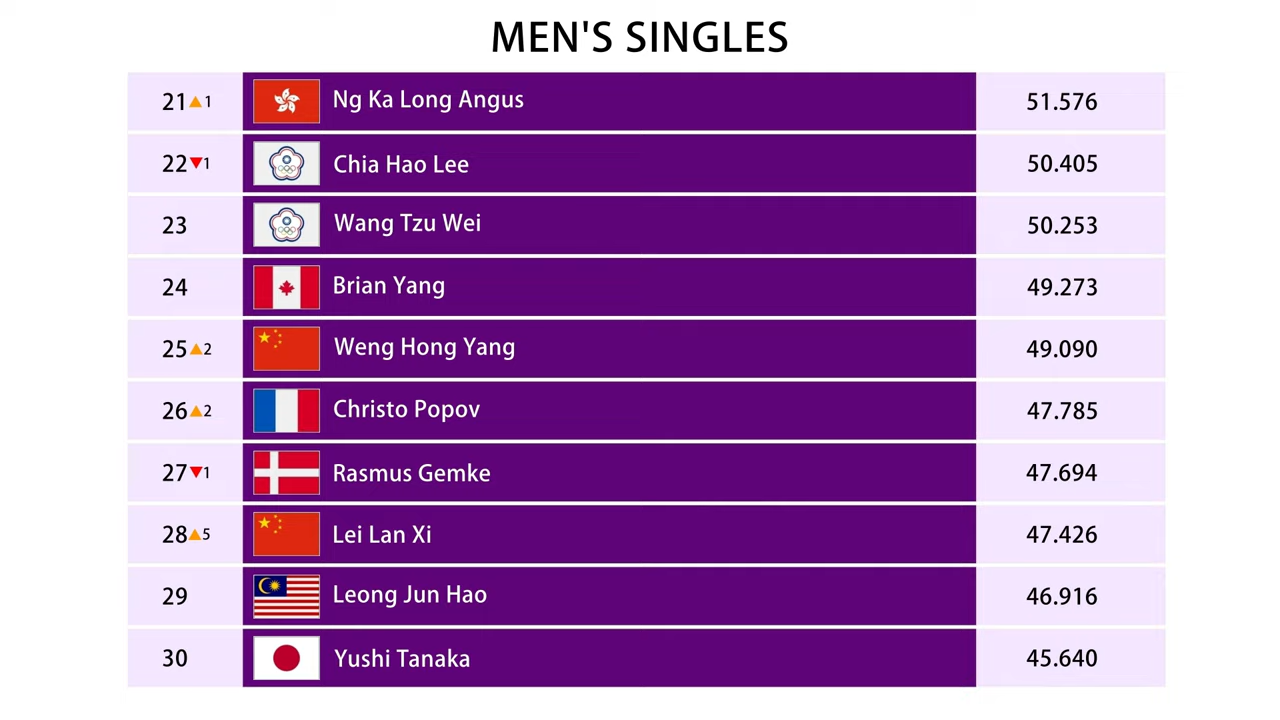 MEN'S SINGLES
21▲1 Ng Ka Long Angus 51.576
22▼1 Chia Hao Lee 50.405
23 Wang Tzu Wei 50.253
24 Brian Yang 49.273
25▲2 Weng Hong Yang 49.090
26▲2 Christo Popov 47.785
27▼1 Rasmus Gemke 47.694
28▲5 Lei Lan Xi 47.426
29 Leong Jun Hao 46.916
30 Yushi Tanaka 45.640